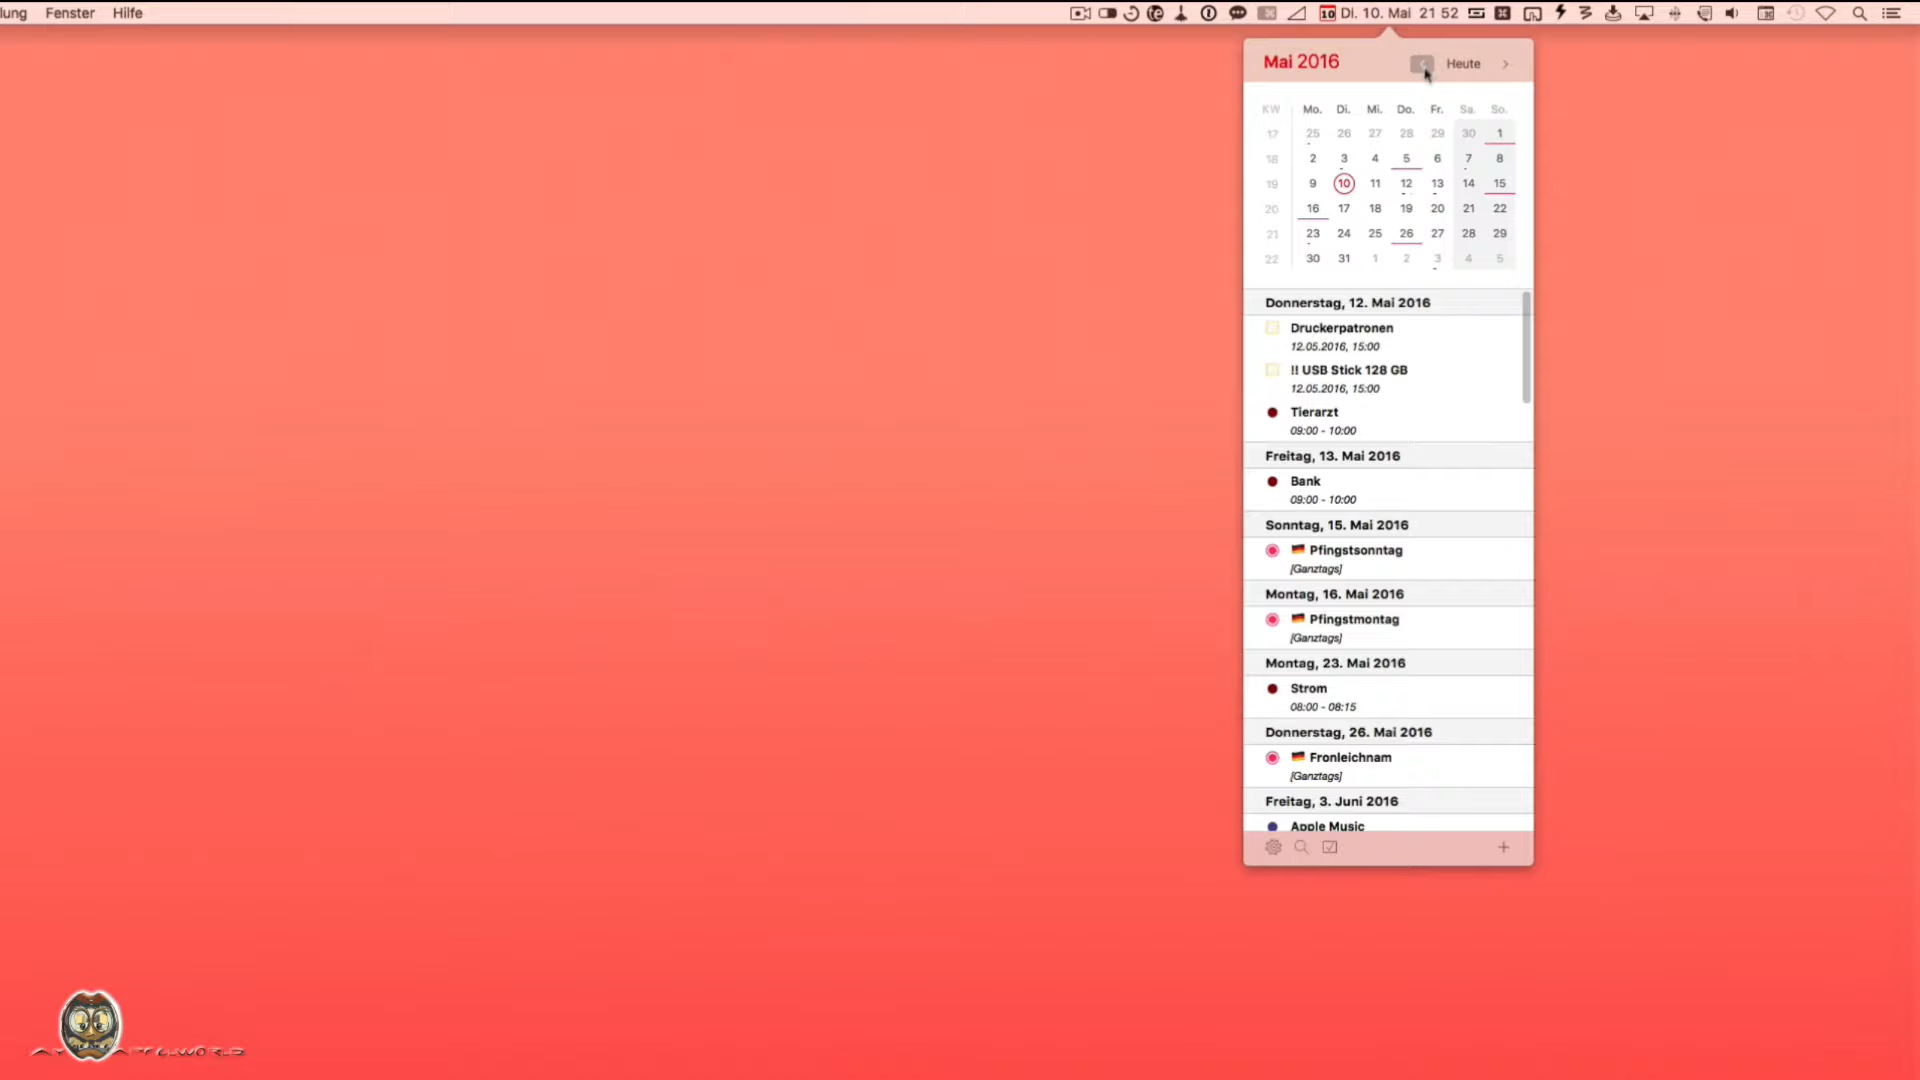 lung Fenster Hilfe
10 Di. 10. Mai 21 52
Mai 2016
Heute
KW Mo. Di. Mi. Do. Fr. Sa. So.
17 25 26 27 28 29 30 1
18 2 3 4 5 6 7 8
19 9 10 11 12 13 14 15
20 16 17 18 19 20 21 22
21 23 24 25 26 27 28 29
22 30 31 1 2 3 4 5
Donnerstag, 12. Mai 2016
Druckerpatronen
12.05.2016, 15:00
!! USB Stick 128 GB
12.05.2016, 15:00
Tierarzt
09:00 - 10:00
Freitag, 13. Mai 2016
Bank
09:00 - 10:00
Sonntag, 15. Mai 2016
Pfingstsonntag
[Ganztags]
Montag, 16. Mai 2016
Pfingstmontag
[Ganztags]
Montag, 23. Mai 2016
Strom
08:00 - 08:15
Donnerstag, 26. Mai 2016
Fronleichnam
[Ganztags]
Freitag, 3. Juni 2016
Apple Music